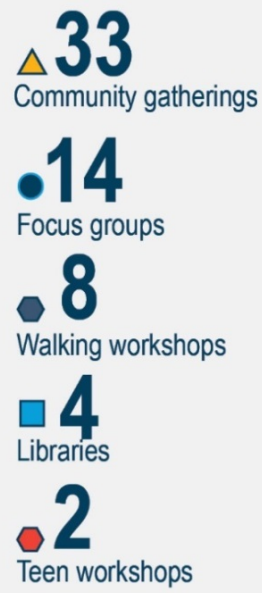 33
Community gatherings
14
Focus groups
8
Walking workshops
4
Libraries
2
Teen workshops